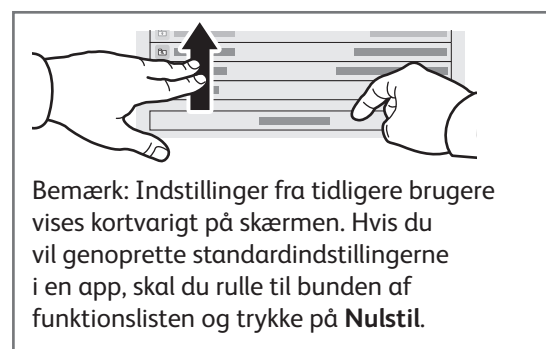 Bemærk: Indstillinger fra tidligere brugere
vises kortvarigt på skærmen. Hvis du
vil genoprette standardindstillingerne
i en app, skal du rulle til bunden af
funktionslisten og trykke på Nulstil.